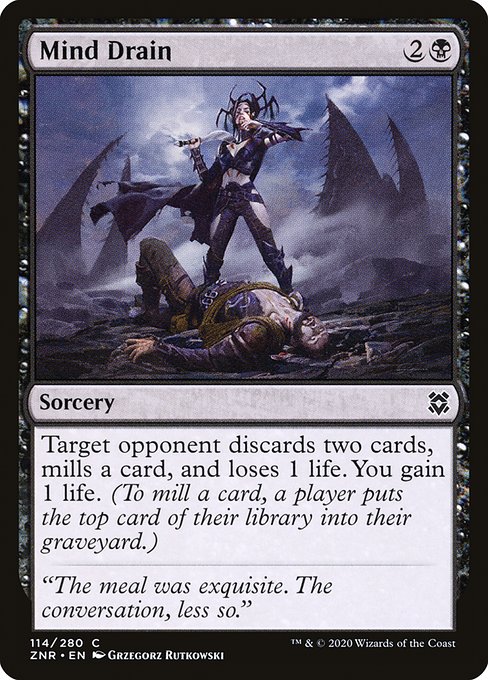 Mind Drain 2
Sorcery
Target opponent discards two cards,
mills a card, and loses 1 life. You gain
1 life. (To mill a card, a player puts
the top card of their library into their
graveyard.)
“The meal was exquisite. The
conversation, less so.”
114/280 C
ZNR • EN Grzegorz Rutkowski
™ & © 2020 Wizards of the Coast